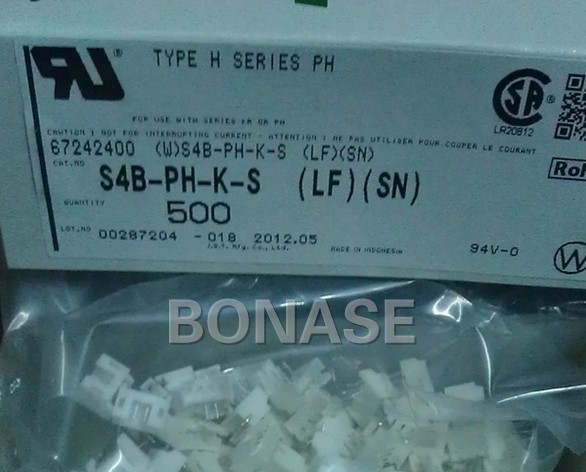 TYPE H SERIES PH
FOR USE WITH SERIES KR OR PH
CAUTION : NOT FOR INTERRUPTING CURRENT - ATTENTION : NE PAS UTILISER POUR COUPER LE COURANT
67242400 (W)S4B-PH-K-S (LF)(SN)
CAT.NO
S4B-PH-K-S (LF)(SN)
QUANTITY
500
LOT.NO 00287204 -018 2012.05
J.S.T. Mfg. Co., Ltd. MADE IN INDONESIA 94V-0
LR20812
RoH
W
BONASE